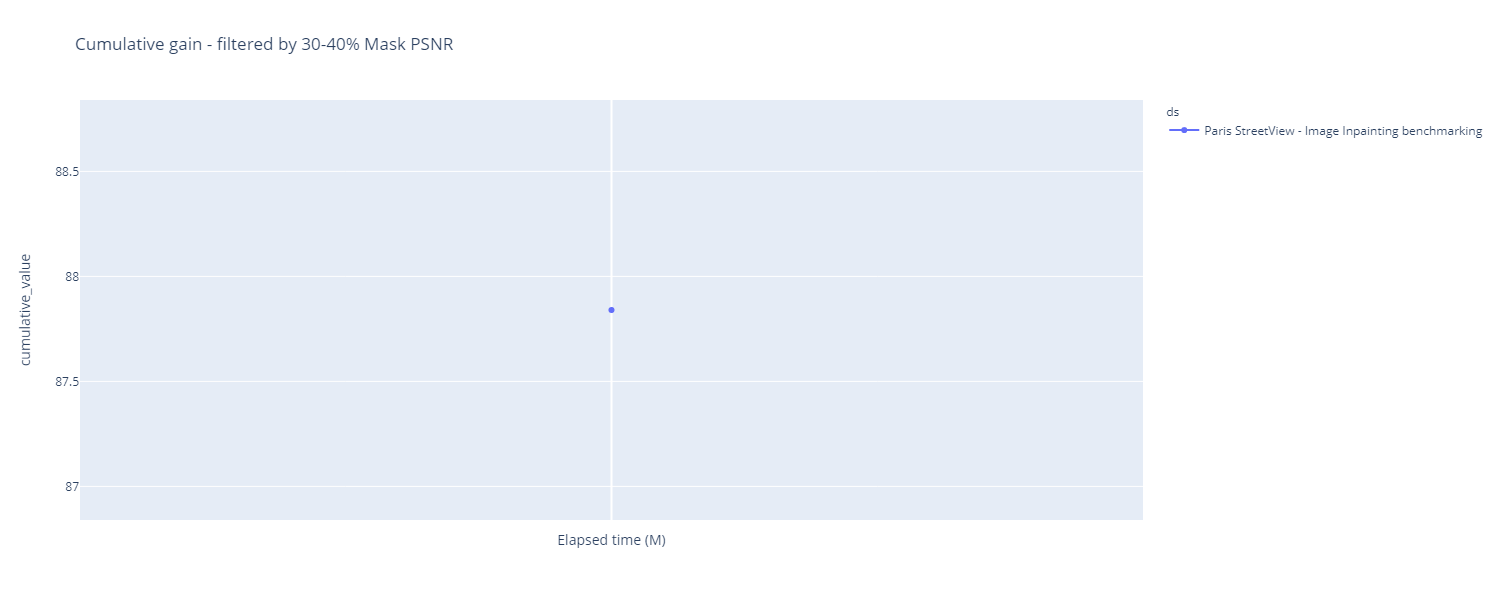 Cumulative gain - filtered by 30-40% Mask PSNR
ds
Paris StreetView - Image Inpainting benchmarking
88.5
88
87.5
87
cumulative_value
Elapsed time (M)